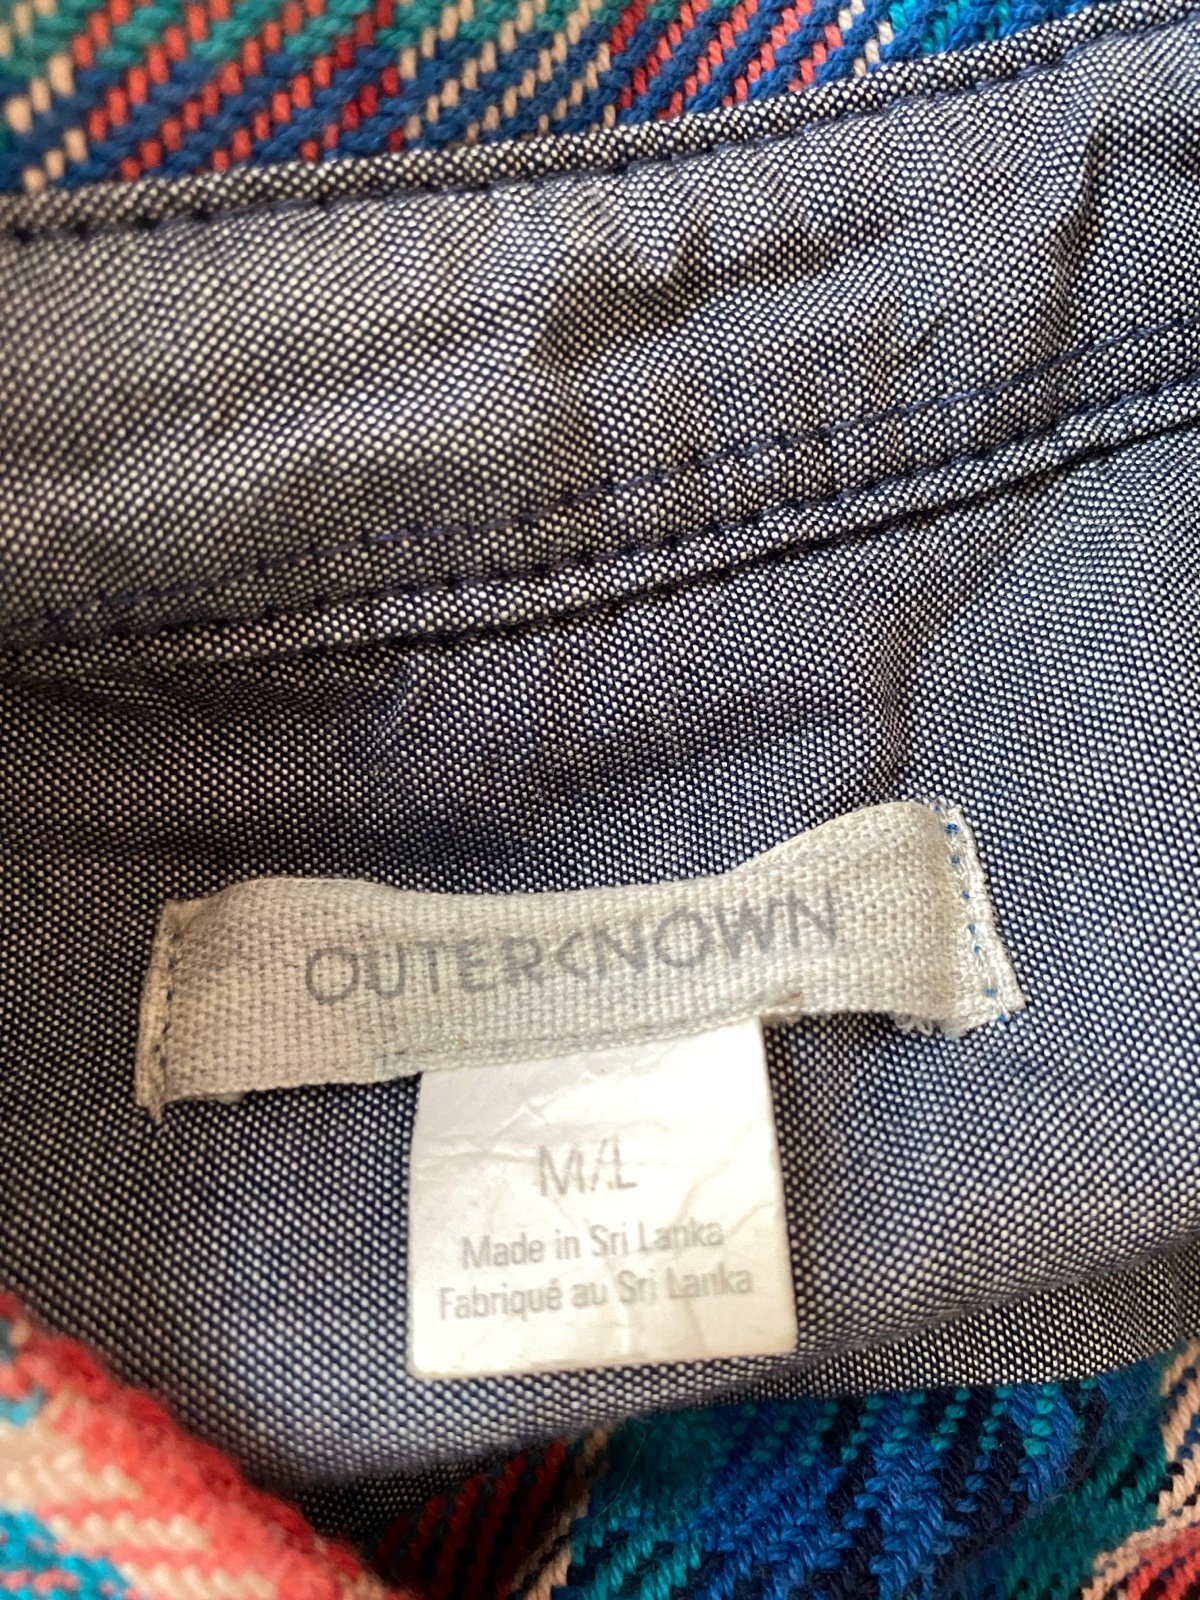 OUTERKNOWN
M/L
Made in Sri Lanka
Fabriqué au Sri Lanka